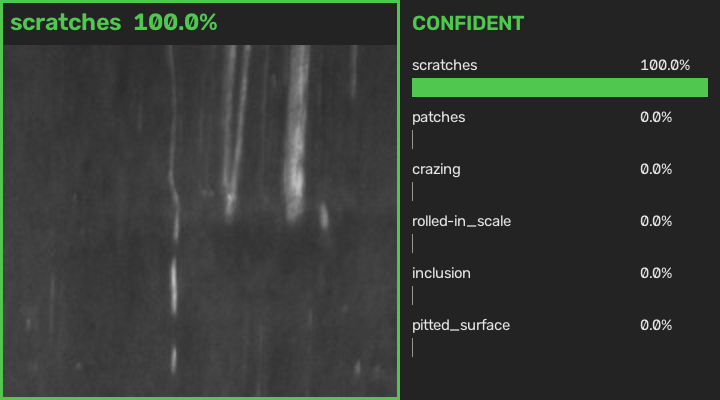 scratches 100.0%
CONFIDENT
scratches 100.0%
patches 0.0%
crazing 0.0%
rolled-in_scale 0.0%
inclusion 0.0%
pitted_surface 0.0%